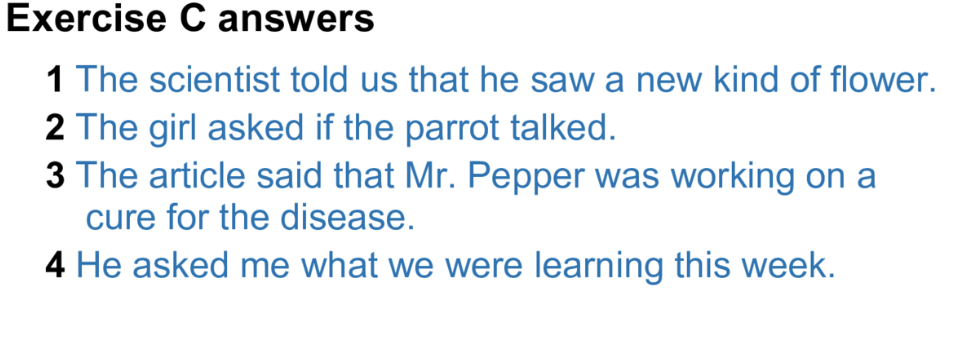 Exercise C answers
1 The scientist told us that he saw a new kind of flower.
2 The girl asked if the parrot talked.
3 The article said that Mr. Pepper was working on a
cure for the disease.
4 He asked me what we were learning this week.